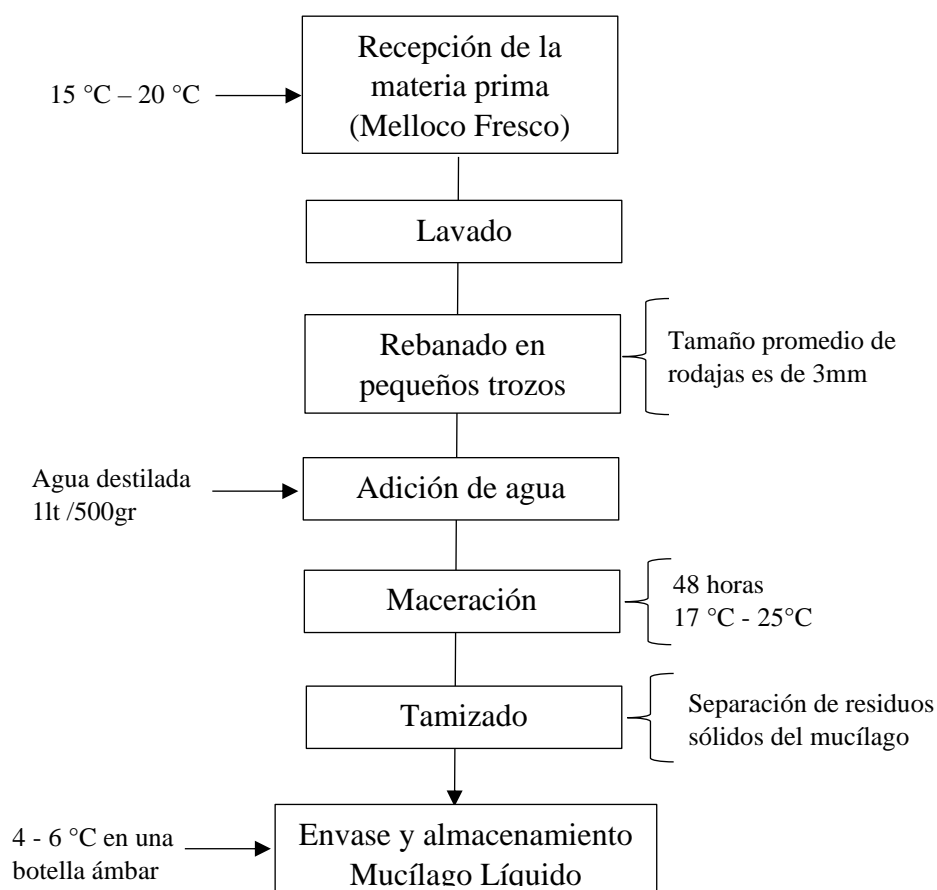 Recepción de la
materia prima
(Melloco Fresco)
15 °C – 20 °C
Lavado
Rebanado en
pequeños trozos
Tamaño promedio de
rodajas es de 3mm
Agua destilada
1lt /500gr
Adición de agua
Maceración
48 horas
17 °C - 25°C
Tamizado
Separación de residuos
sólidos del mucílago
4 - 6 °C en una
botella ámbar
Envase y almacenamiento
Mucílago Líquido